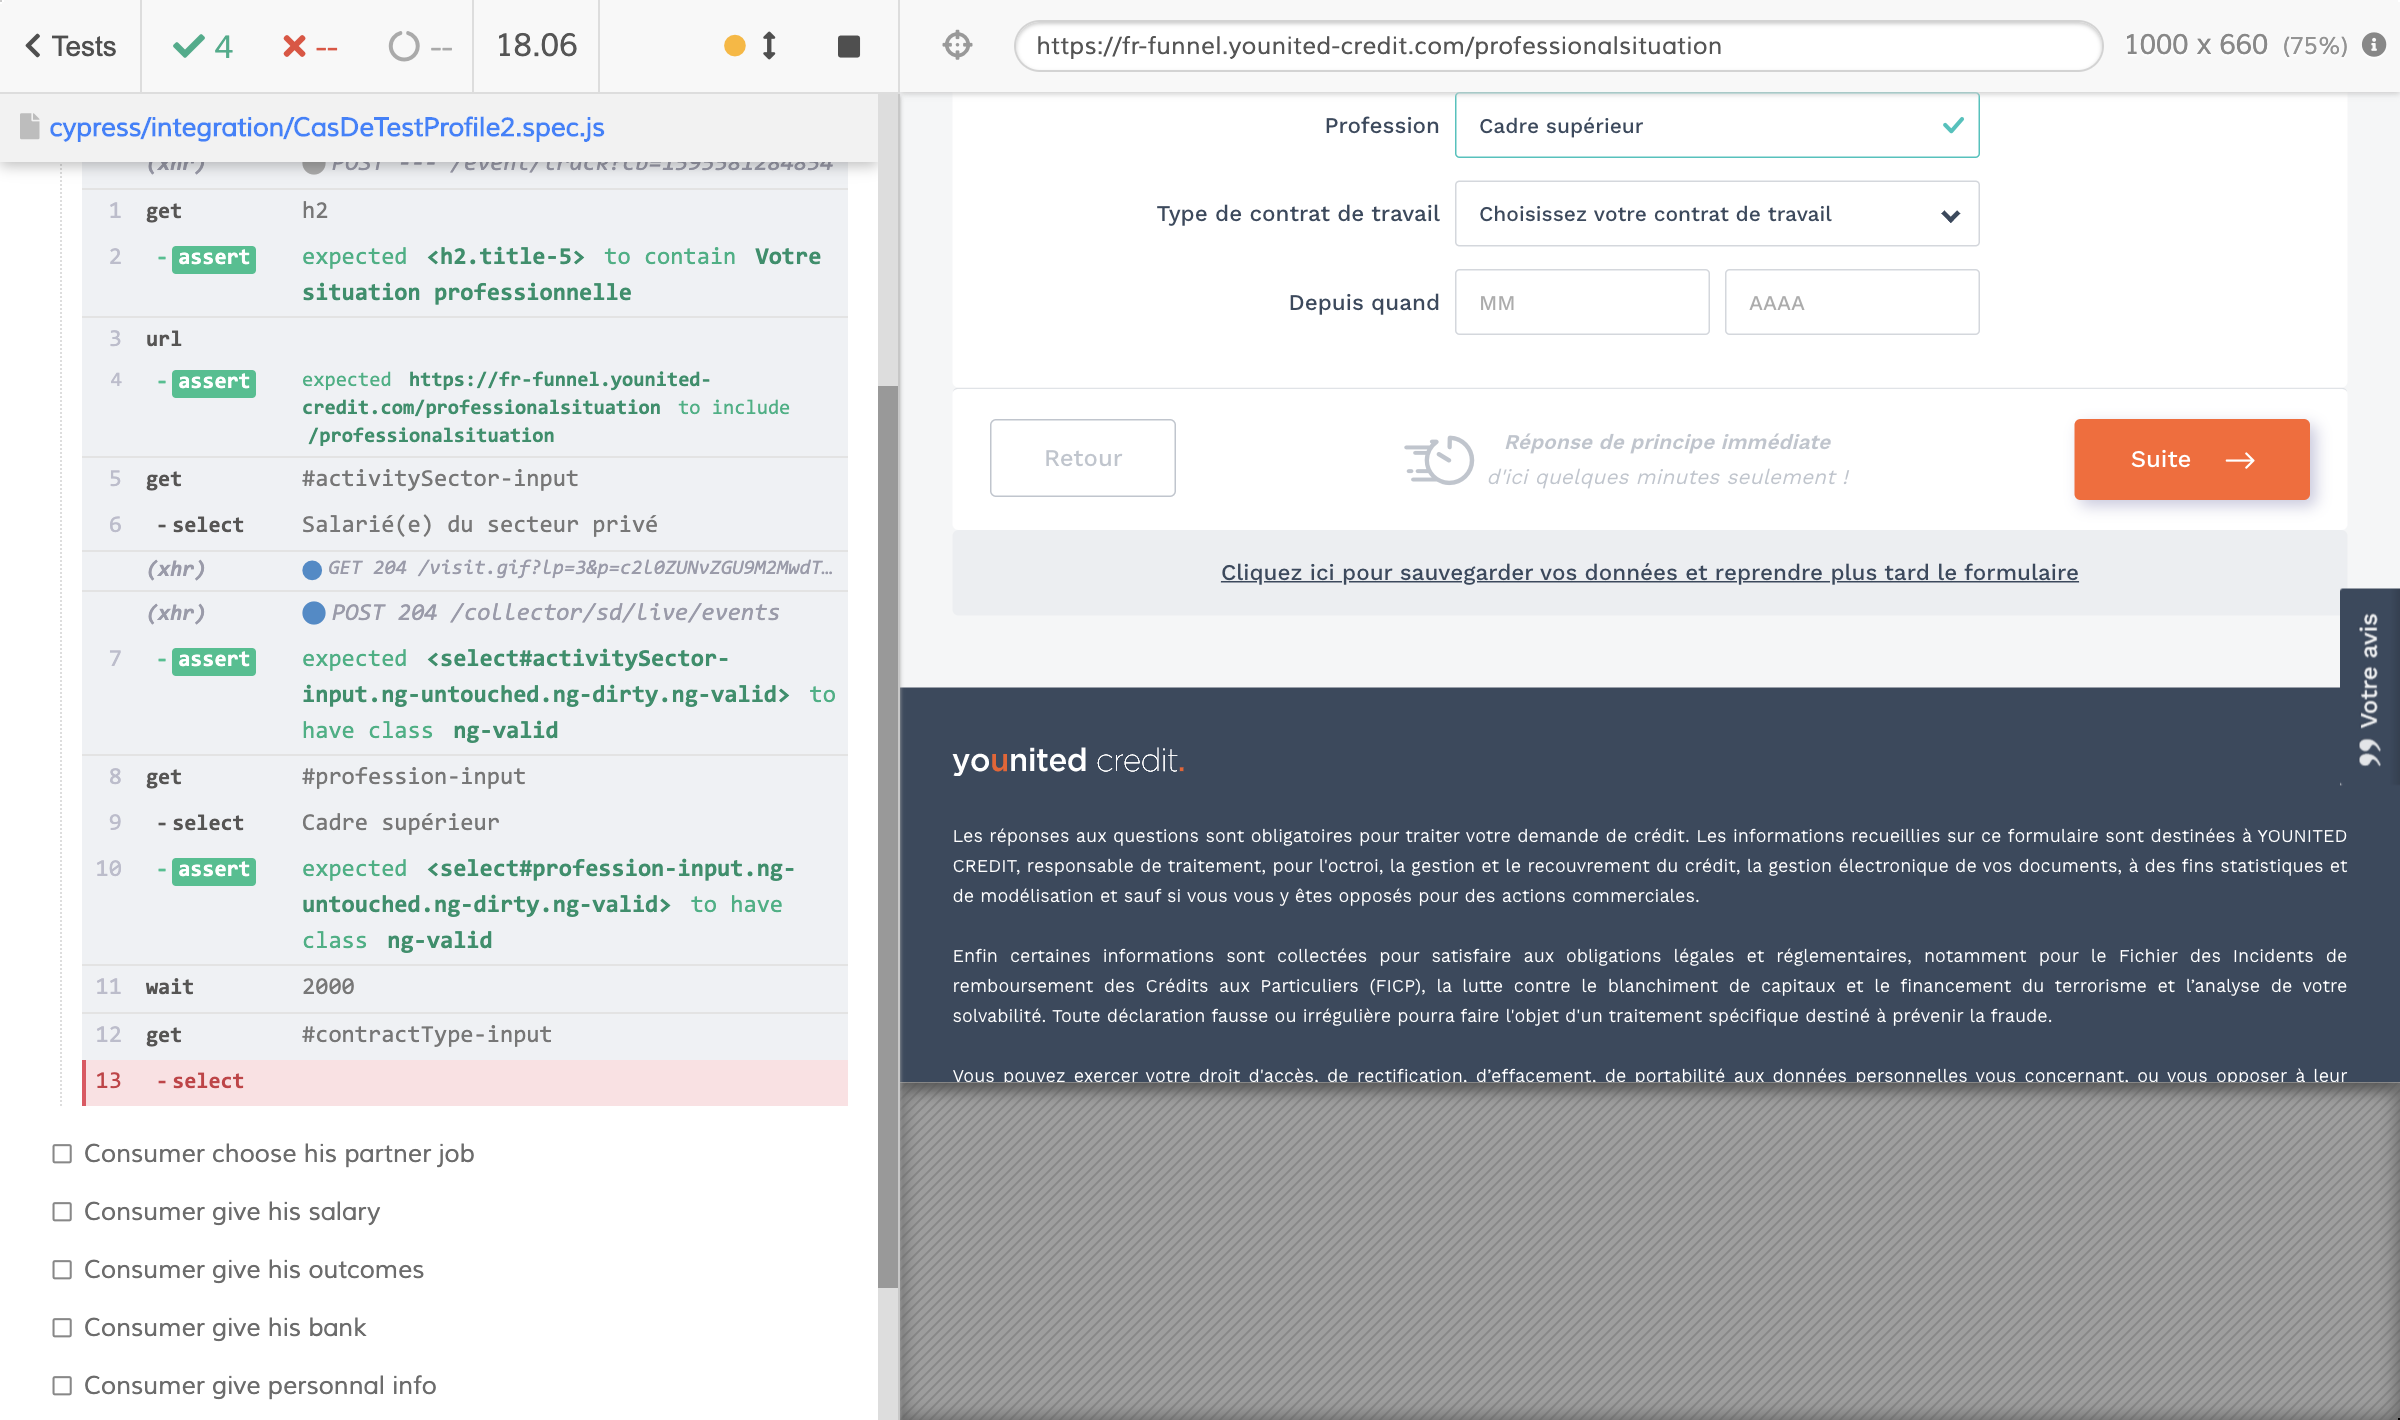 Tests
4
--
--
18.06
cypress/integration/CasDeTestProfile2.spec.js
(xhr) POST --- /event/track?cb=1595581284854
1 get h2
2 - assert expected <h2.title-5> to contain Votre
situation professionnelle
3 url
4 - assert expected https://fr-funnel.younited-
credit.com/professionalsituation to include
/professionalsituation
5 get #activitySector-input
6 - select Salarié(e) du secteur privé
(xhr) GET 204 /visit.gif?lp=3&p=c2l0ZUNvZGU9M2MwdT…
(xhr) POST 204 /collector/sd/live/events
7 - assert expected <select#activitySector-
input.ng-untouched.ng-dirty.ng-valid> to
have class ng-valid
8 get #profession-input
9 - select Cadre supérieur
10 - assert expected <select#profession-input.ng-
untouched.ng-dirty.ng-valid> to have
class ng-valid
11 wait 2000
12 get #contractType-input
13 - select
Consumer choose his partner job
Consumer give his salary
Consumer give his outcomes
Consumer give his bank
Consumer give personnal info
https://fr-funnel.younited-credit.com/professionalsituation
1000 x 660 (75%)
Profession Cadre supérieur
Type de contrat de travail Choisissez votre contrat de travail
Depuis quand MM AAAA
Retour
Réponse de principe immédiate
d'ici quelques minutes seulement !
Suite
Cliquez ici pour sauvegarder vos données et reprendre plus tard le formulaire
Votre avis
younited credit.
Les réponses aux questions sont obligatoires pour traiter votre demande de crédit. Les informations recueillies sur ce formulaire sont destinées à YOUNITED
CREDIT, responsable de traitement, pour l'octroi, la gestion et le recouvrement du crédit, la gestion électronique de vos documents, à des fins statistiques et
de modélisation et sauf si vous vous y êtes opposés pour des actions commerciales.
Enfin certaines informations sont collectées pour satisfaire aux obligations légales et réglementaires, notamment pour le Fichier des Incidents de
remboursement des Crédits aux Particuliers (FICP), la lutte contre le blanchiment de capitaux et le financement du terrorisme et l’analyse de votre
solvabilité. Toute déclaration fausse ou irrégulière pourra faire l'objet d'un traitement spécifique destiné à prévenir la fraude.
Vous pouvez exercer votre droit d'accès, de rectification, d’effacement, de portabilité aux données personnelles vous concernant, ou vous opposer à leur